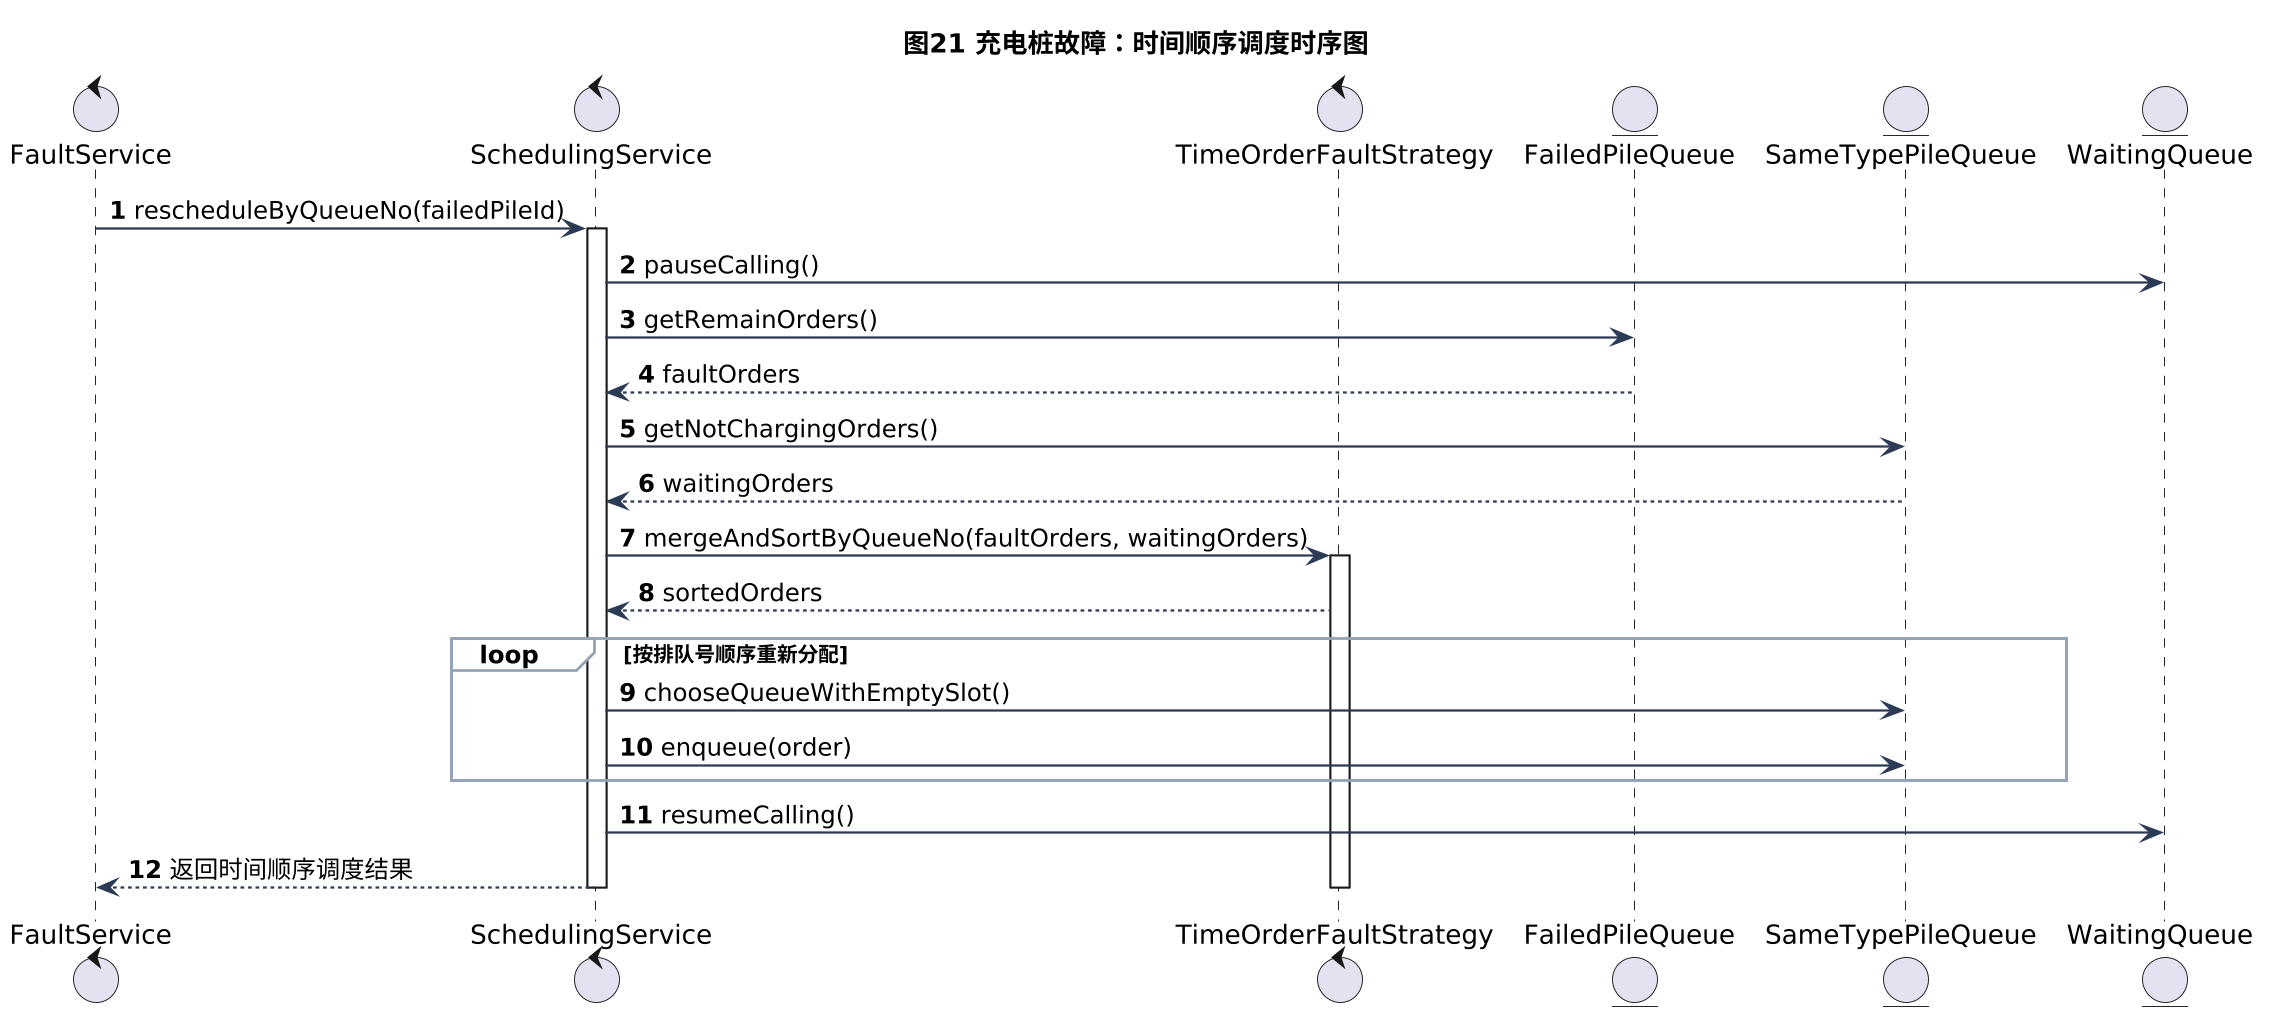 图21 充电桩故障：时间顺序调度时序图
FaultService
SchedulingService
TimeOrderFaultStrategy
FailedPileQueue
SameTypePileQueue
WaitingQueue
1 rescheduleByQueueNo(failedPileId)
2 pauseCalling()
3 getRemainOrders()
4 faultOrders
5 getNotChargingOrders()
6 waitingOrders
7 mergeAndSortByQueueNo(faultOrders, waitingOrders)
8 sortedOrders
loop [按排队号顺序重新分配]
9 chooseQueueWithEmptySlot()
10 enqueue(order)
11 resumeCalling()
12 返回时间顺序调度结果
FaultService
SchedulingService
TimeOrderFaultStrategy
FailedPileQueue
SameTypePileQueue
WaitingQueue